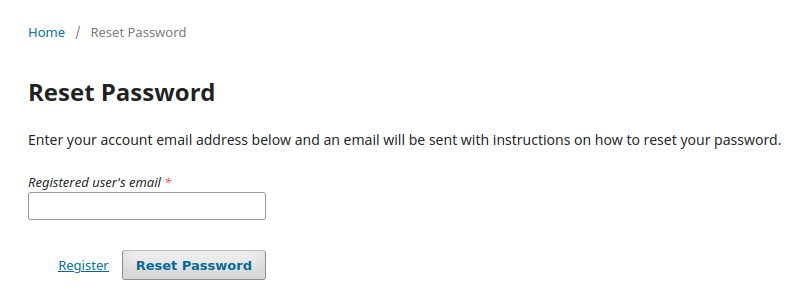 Home / Reset Password
Reset Password
Enter your account email address below and an email will be sent with instructions on how to reset your password.
Registered user's email *
Register Reset Password